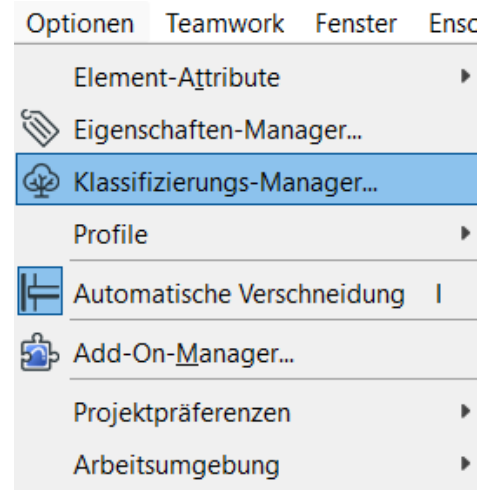 Optionen Teamwork Fenster
Element-Attribute
Eigenschaften-Manager...
Klassifizierungs-Manager...
Profile
Automatische Verschneidung I
Add-On-Manager...
Projektpräferenzen
Arbeitsumgebung